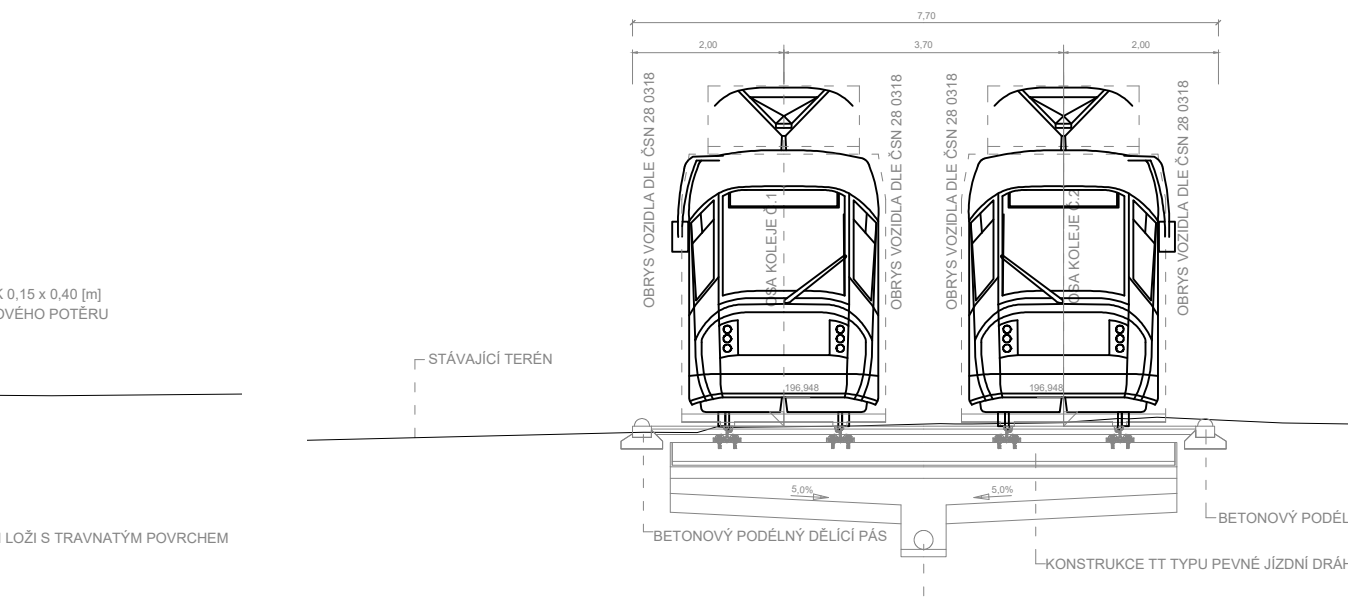 7,70
2,00
3,70
2,00
OBRYS VOZIDLA DLE ČSN 28 0318
OSA KOLEJE Č.1
OBRYS VOZIDLA DLE ČSN 28 0318
OBRYS VOZIDLA DLE ČSN 28 0318
OSA KOLEJE Č.2
OBRYS VOZIDLA DLE ČSN 28 0318
K 0,15 x 0,40 [m]
OVÉHO POTĚRU
STÁVAJÍCÍ TERÉN
196,948
196,948
5,0%
5,0%
LOŽI S TRAVNATÝM POVRCHEM
BETONOVÝ PODÉLNÝ DĚLÍCÍ PÁS
BETONOVÝ PODÉL
KONSTRUKCE TT TYPU PEVNÉ JÍZDNÍ DRÁH